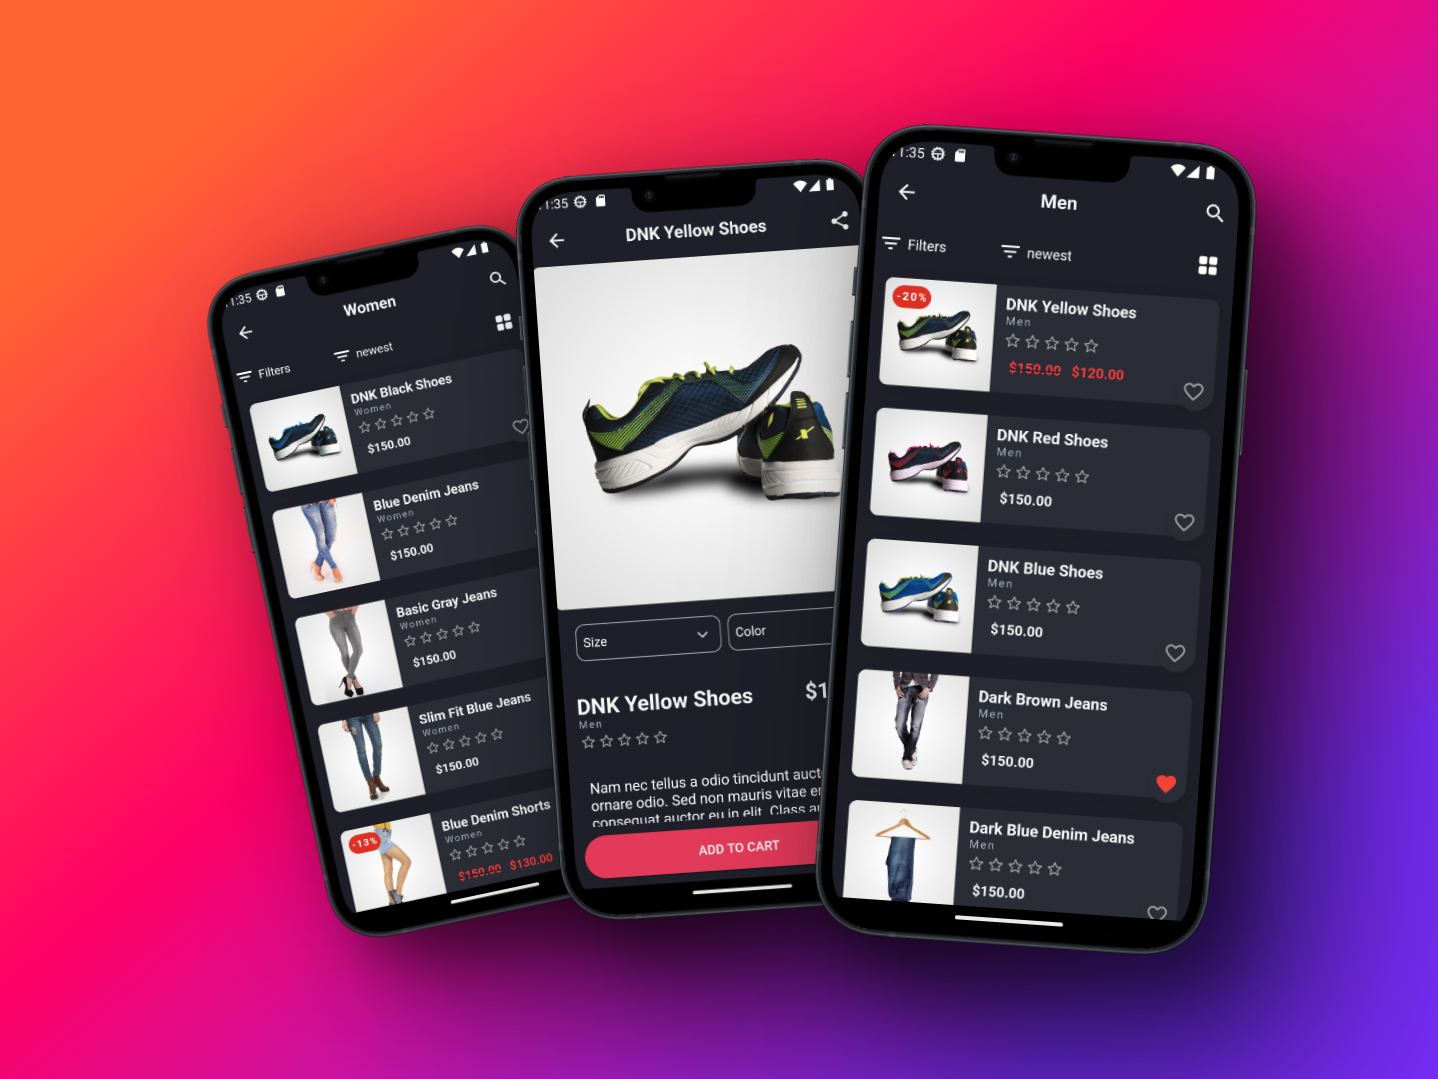 1:35
Women
Filters
newest
DNK Black Shoes
Women
$150.00
Blue Denim Jeans
Women
$150.00
Basic Gray Jeans
Women
$150.00
Slim Fit Blue Jeans
Women
$150.00
-13%
Blue Denim Shorts
Women
$150.00 $130.00
1:35
DNK Yellow Shoes
Size
Color
DNK Yellow Shoes
$1
Men
Nam nec tellus a odio tincidunt auct
ornare odio. Sed non mauris vitae er
consequat auctor eu in elit. Class a
ADD TO CART
1:35
Men
Filters
newest
-20%
DNK Yellow Shoes
Men
$150.00 $120.00
DNK Red Shoes
Men
$150.00
DNK Blue Shoes
Men
$150.00
Dark Brown Jeans
Men
$150.00
Dark Blue Denim Jeans
Men
$150.00